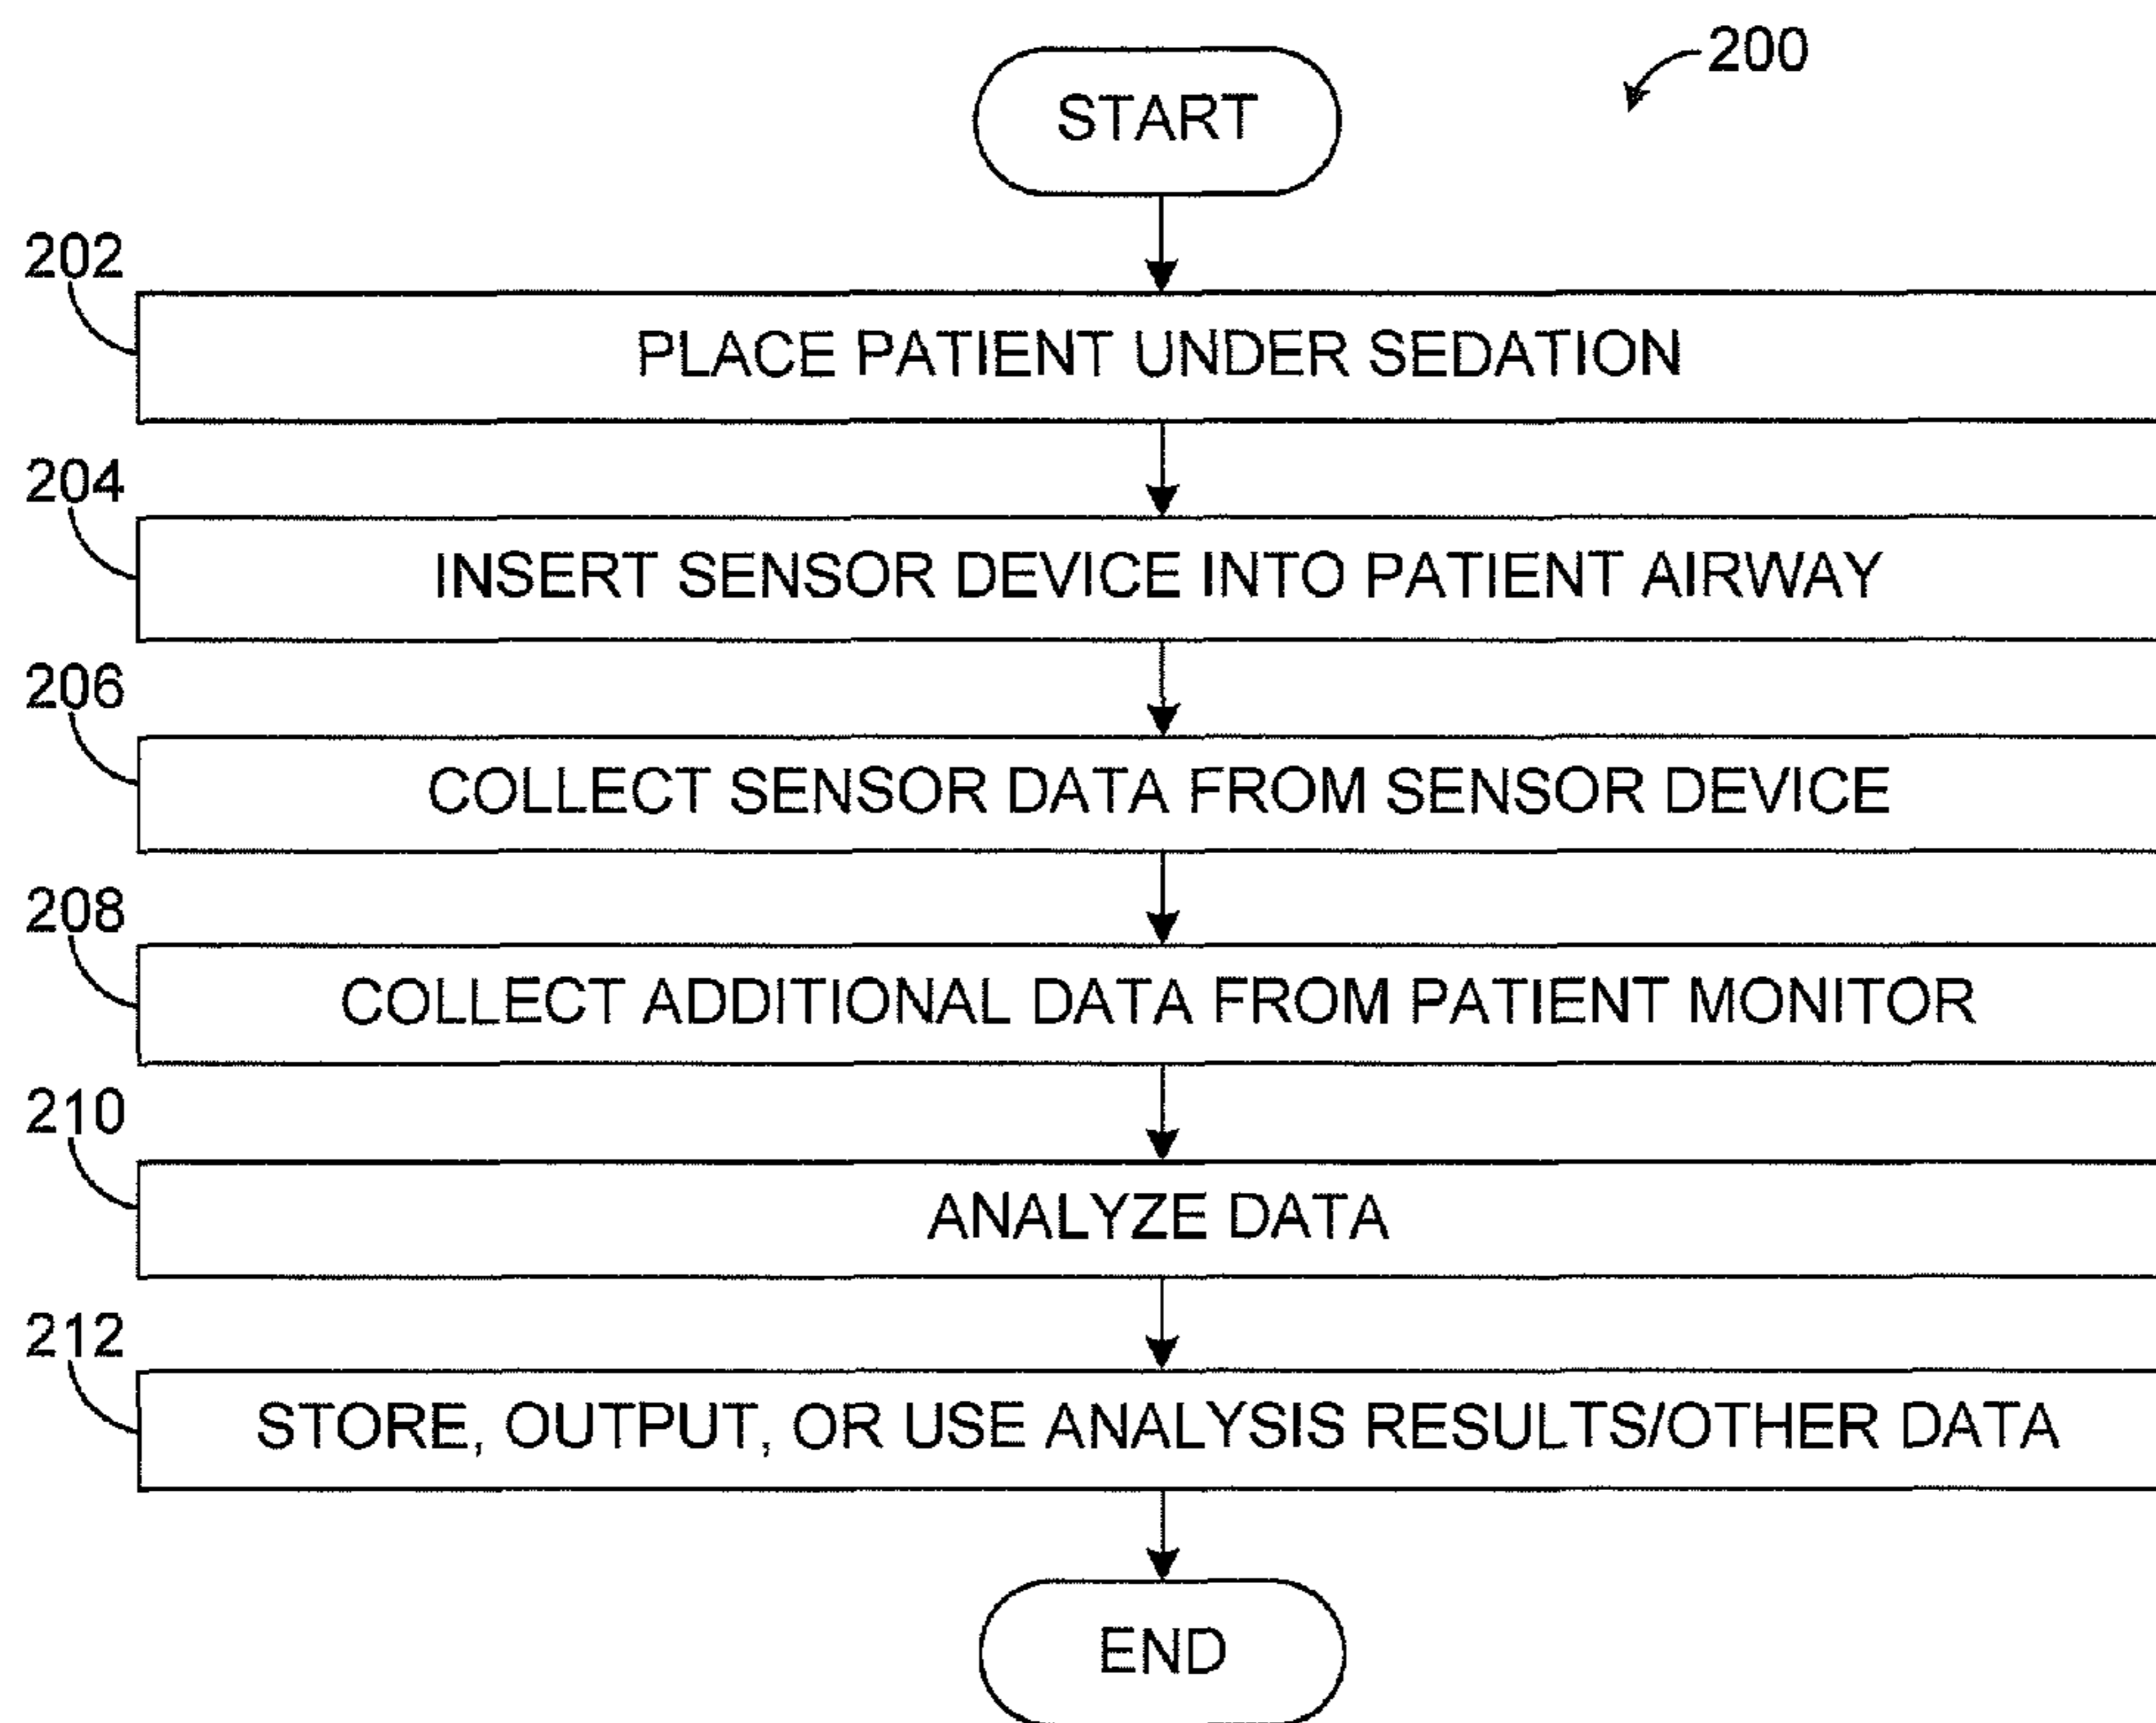 200
START
202
PLACE PATIENT UNDER SEDATION
204
INSERT SENSOR DEVICE INTO PATIENT AIRWAY
206
COLLECT SENSOR DATA FROM SENSOR DEVICE
208
COLLECT ADDITIONAL DATA FROM PATIENT MONITOR
210
ANALYZE DATA
212
STORE, OUTPUT, OR USE ANALYSIS RESULTS/OTHER DATA
END